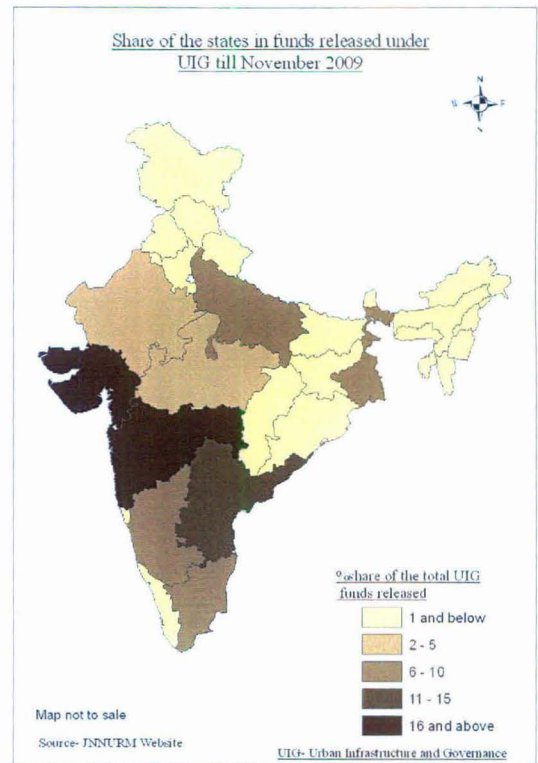 Share of the states in funds released under
UIG till November 2009
N
S
E
% share of the total UIG
funds released
1 and below
2 - 5
6 - 10
11 - 15
16 and above
Map not to sale
Source- JNNURM Website
UIG- Urban Infrastructure and Governance